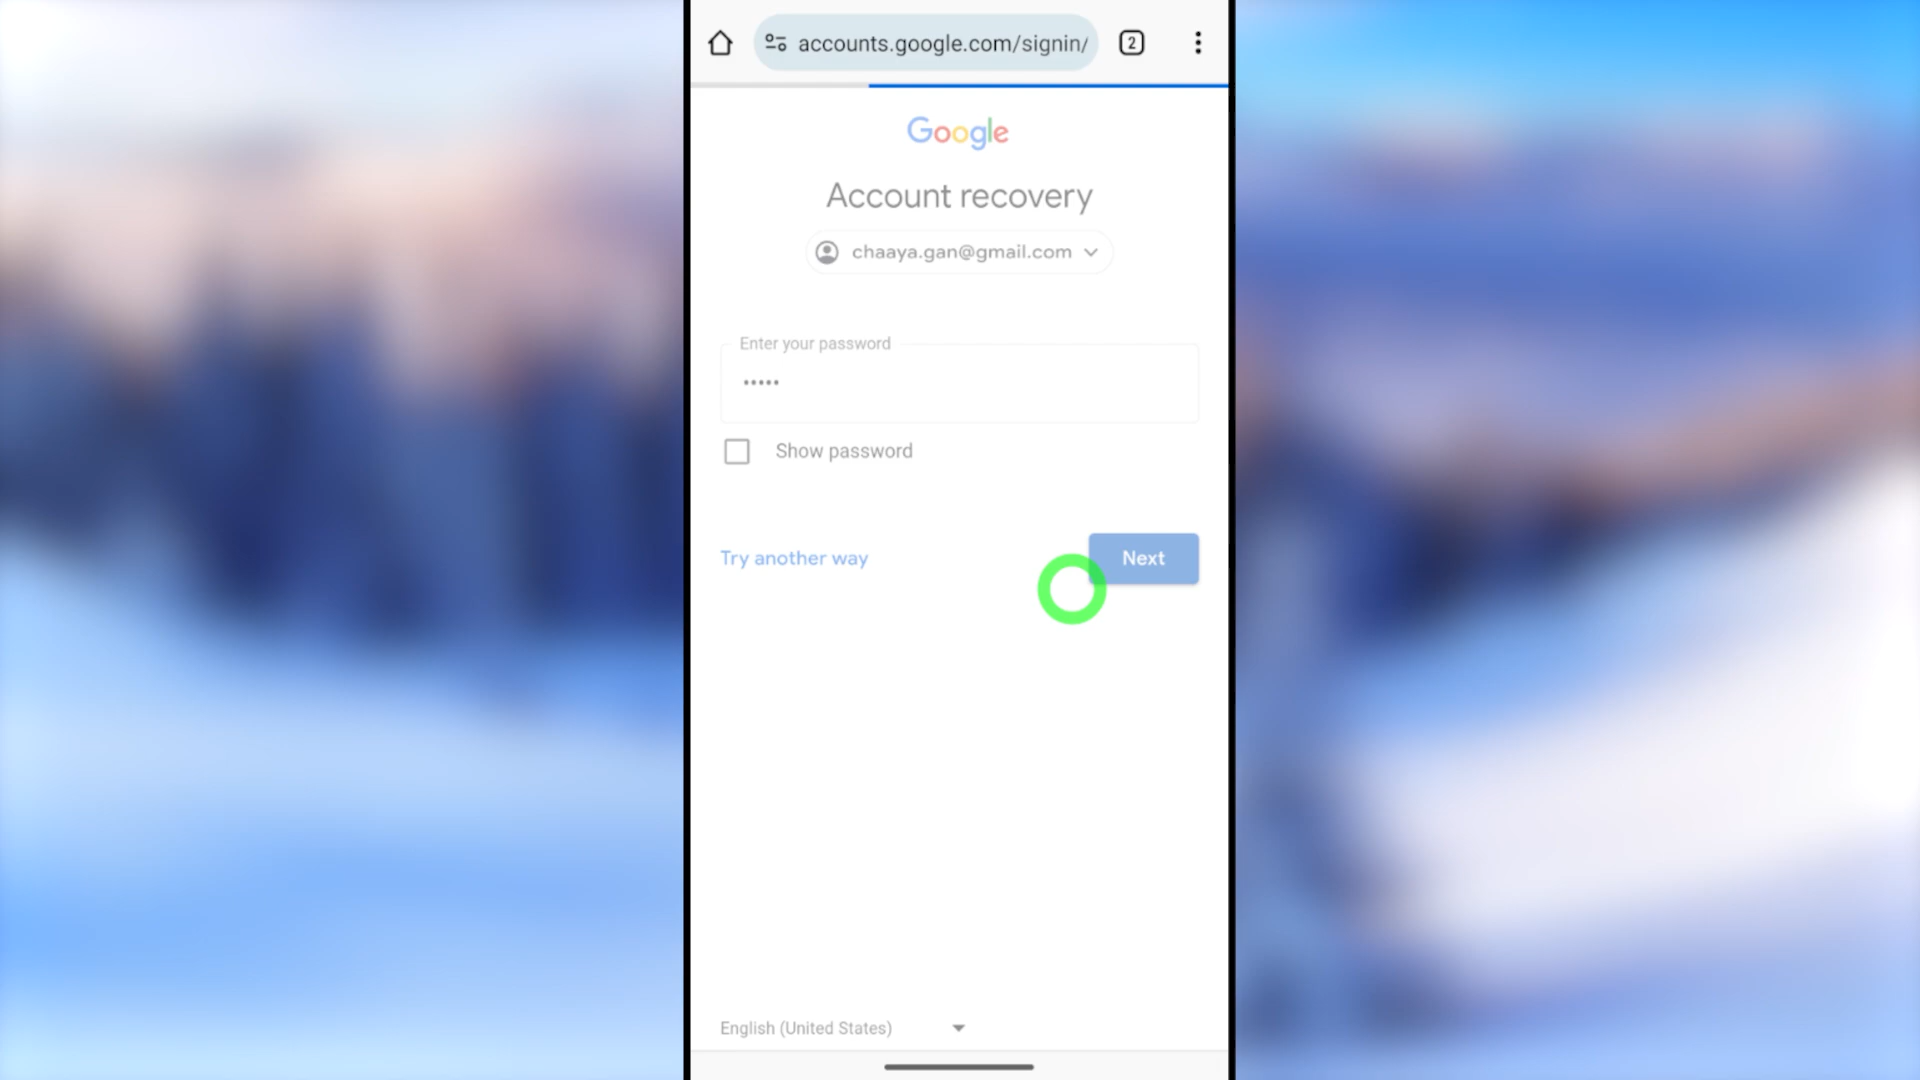 accounts.google.com/signin/
2
Google
Account recovery
chaaya.gan@gmail.com
Enter your password
•••••
Show password
Try another way
Next
English (United States)